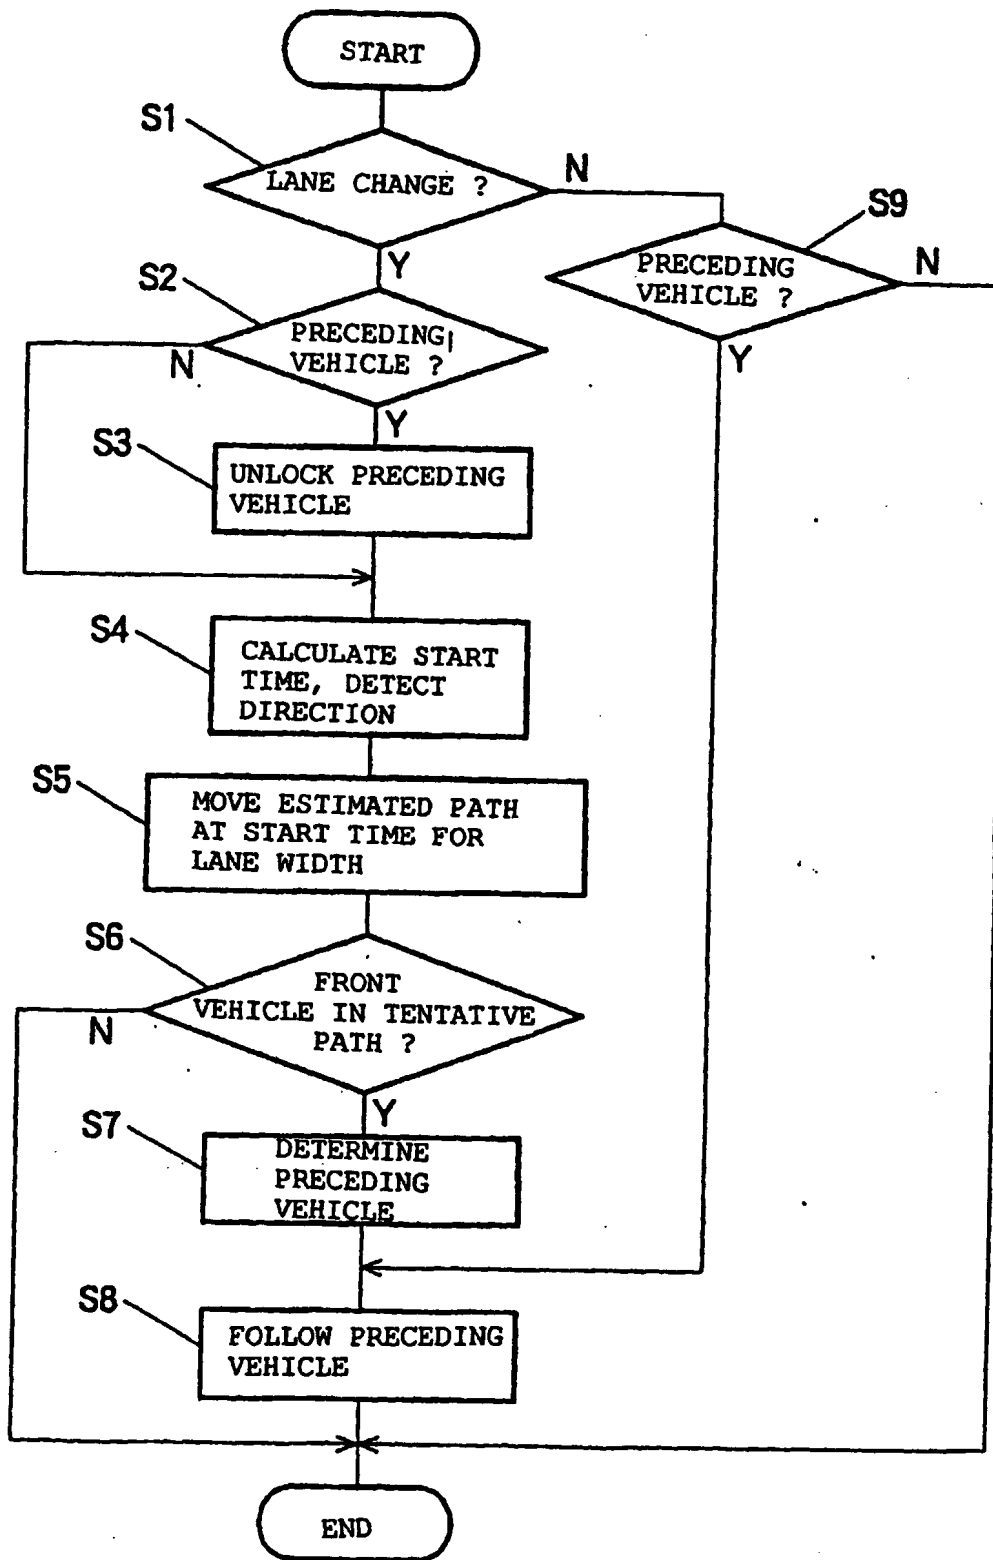 START
S1
LANE CHANGE ?
N
S9
Y
PRECEDING
VEHICLE ?
N
S2
PRECEDING
VEHICLE ?
N
Y
Y
S3
UNLOCK PRECEDING
VEHICLE
S4
CALCULATE START
TIME, DETECT
DIRECTION
S5
MOVE ESTIMATED PATH
AT START TIME FOR
LANE WIDTH
S6
FRONT
VEHICLE IN TENTATIVE
PATH ?
N
Y
S7
DETERMINE
PRECEDING
VEHICLE
S8
FOLLOW PRECEDING
VEHICLE
END